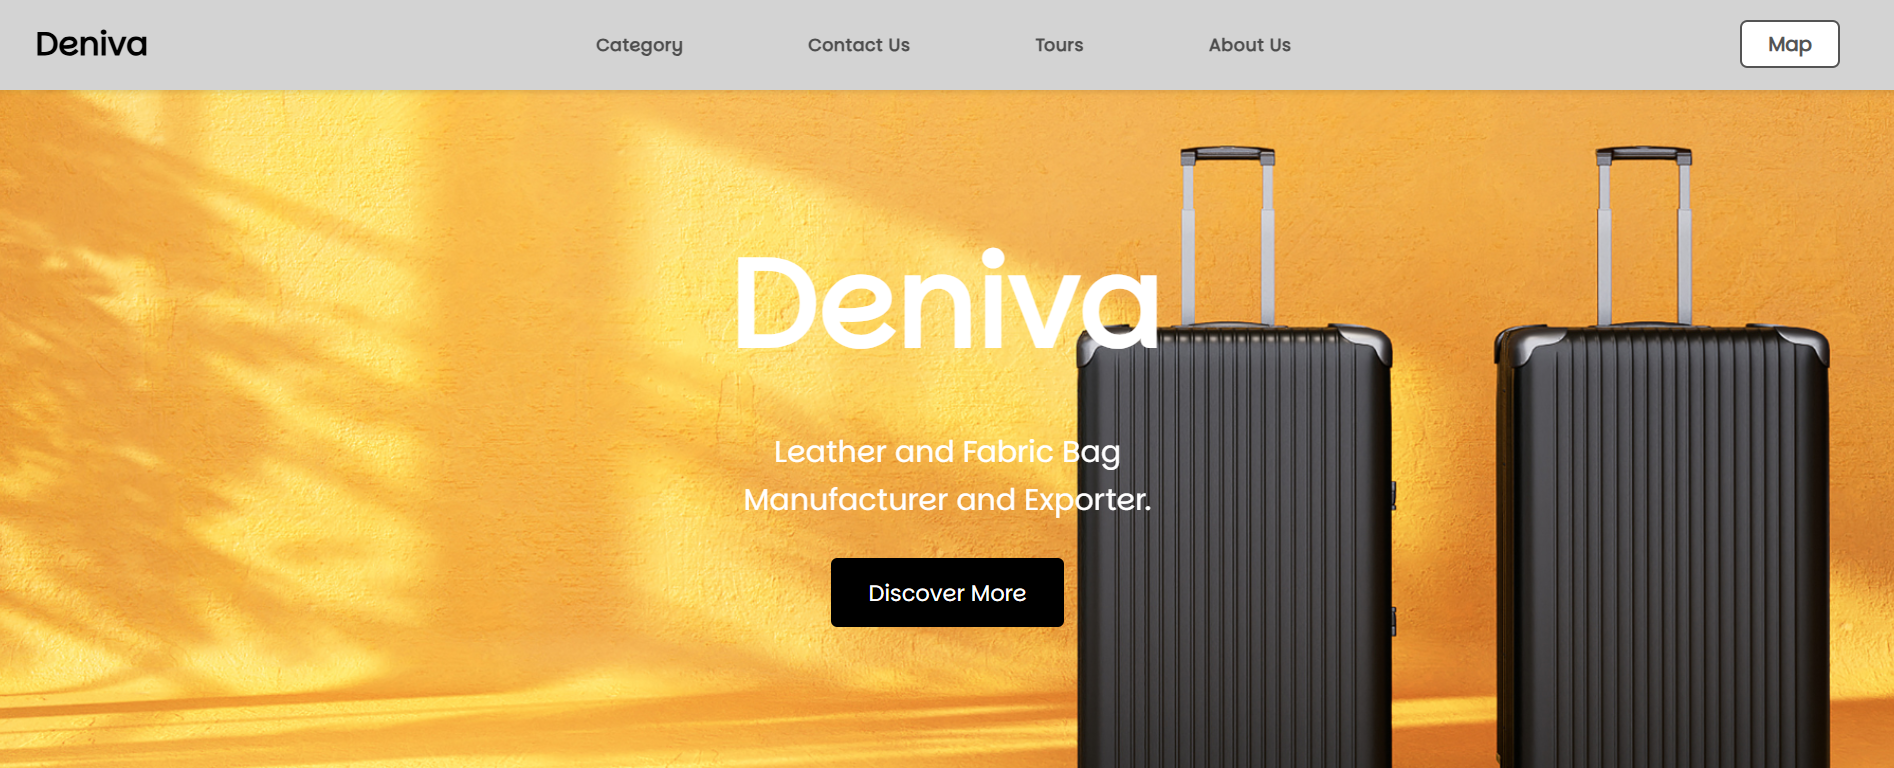 Deniva
Category
Contact Us
Tours
About Us
Map
Deniva
Leather and Fabric Bag
Manufacturer and Exporter.
Discover More